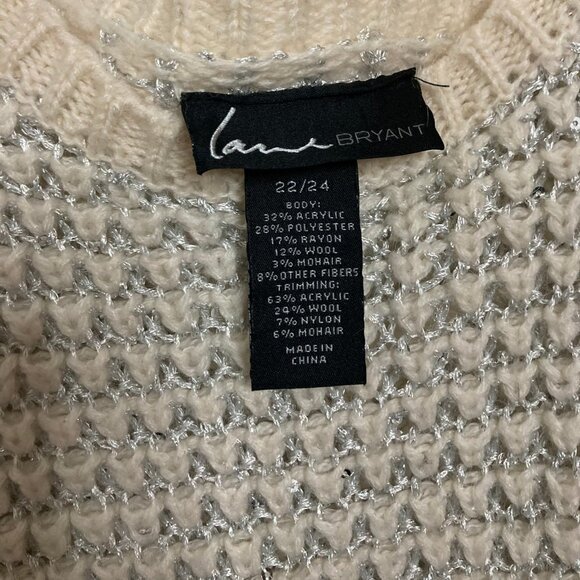 Lane BRYANT
22/24
BODY:
32% ACRYLIC
28% POLYESTER
17% RAYON
12% WOOL
3% MOHAIR
8% OTHER FIBERS
TRIMMING:
63% ACRYLIC
24% WOOL
7% NYLON
6% MOHAIR
MADE IN
CHINA